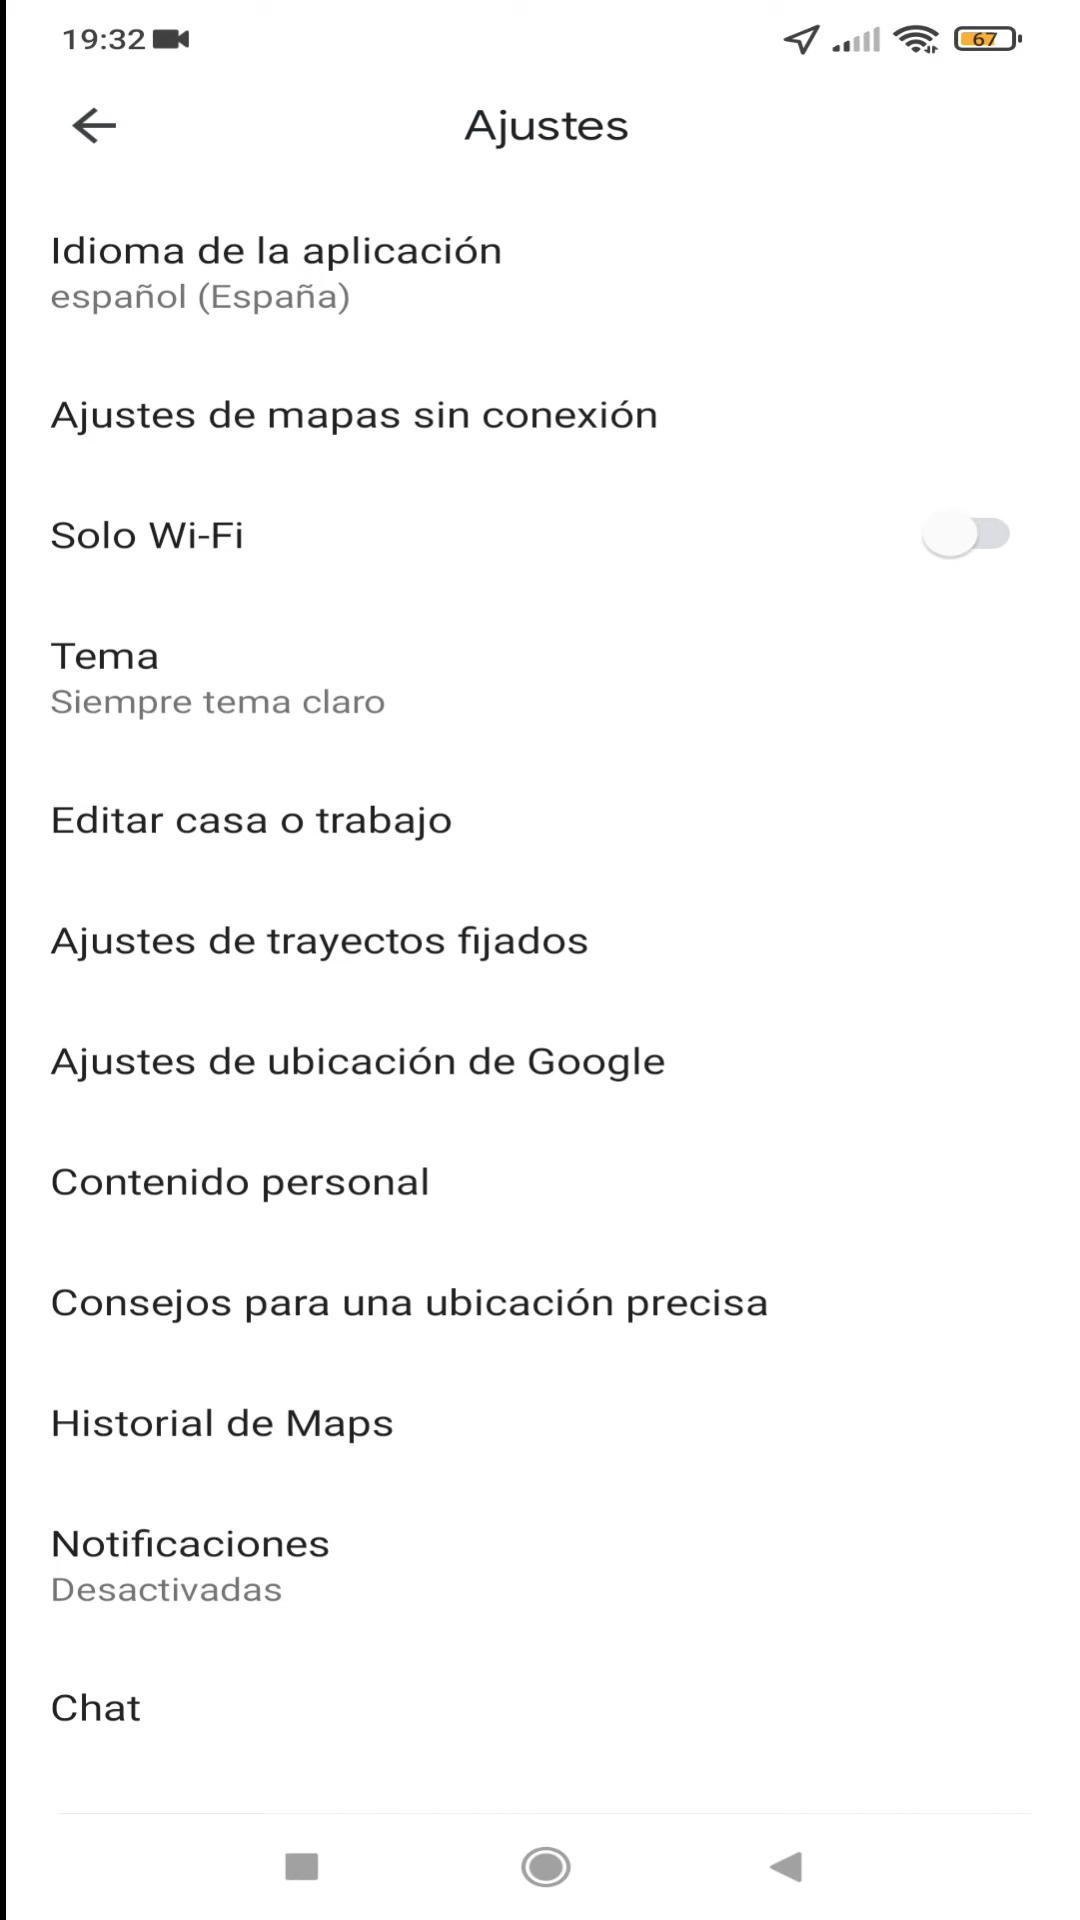 19:32
67
Ajustes
Idioma de la aplicación
español (España)
Ajustes de mapas sin conexión
Solo Wi-Fi
Tema
Siempre tema claro
Editar casa o trabajo
Ajustes de trayectos fijados
Ajustes de ubicación de Google
Contenido personal
Consejos para una ubicación precisa
Historial de Maps
Notificaciones
Desactivadas
Chat